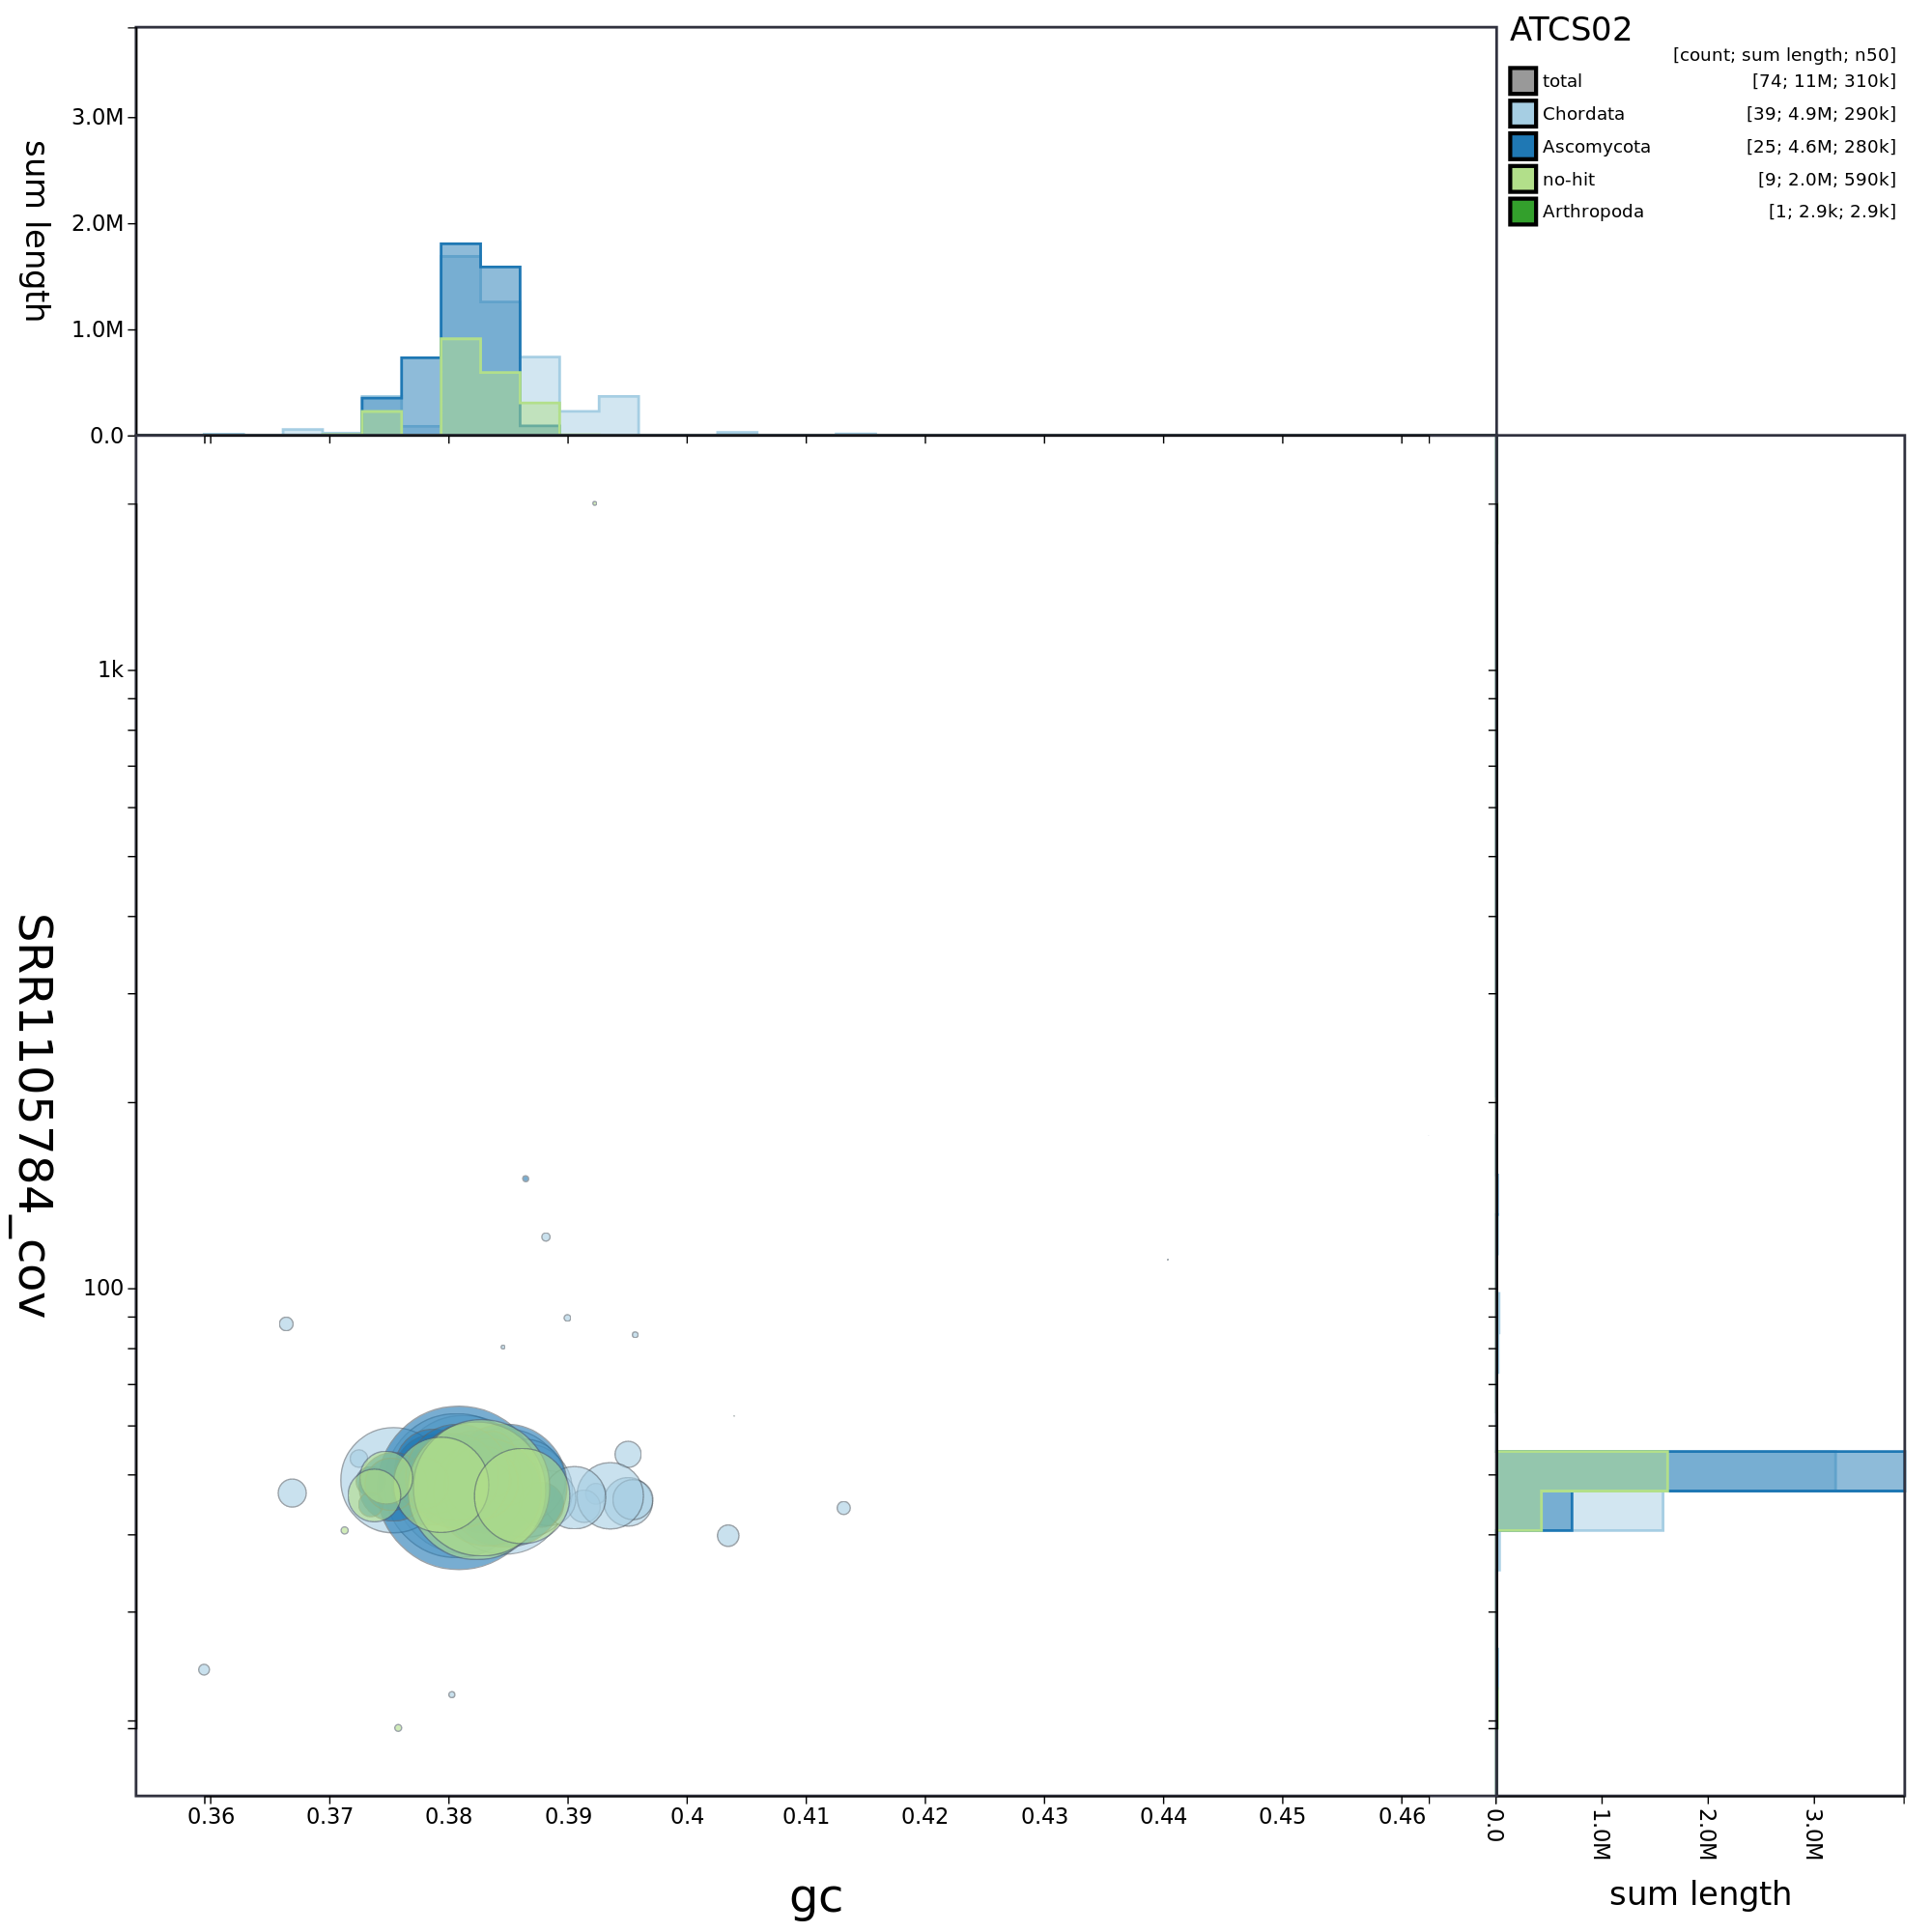 ATCS02
[count; sum length; n50]
total [74; 11M; 310k]
Chordata [39; 4.9M; 290k]
Ascomycota [25; 4.6M; 280k]
no-hit [9; 2.0M; 590k]
Arthropoda [1; 2.9k; 2.9k]
sum length
3.0M
2.0M
1.0M
0.0
SRR1105784_cov
1k
100
0.36 0.37 0.38 0.39 0.4 0.41 0.42 0.43 0.44 0.45 0.46
gc
0.0 1.0M 2.0M 3.0M
sum length